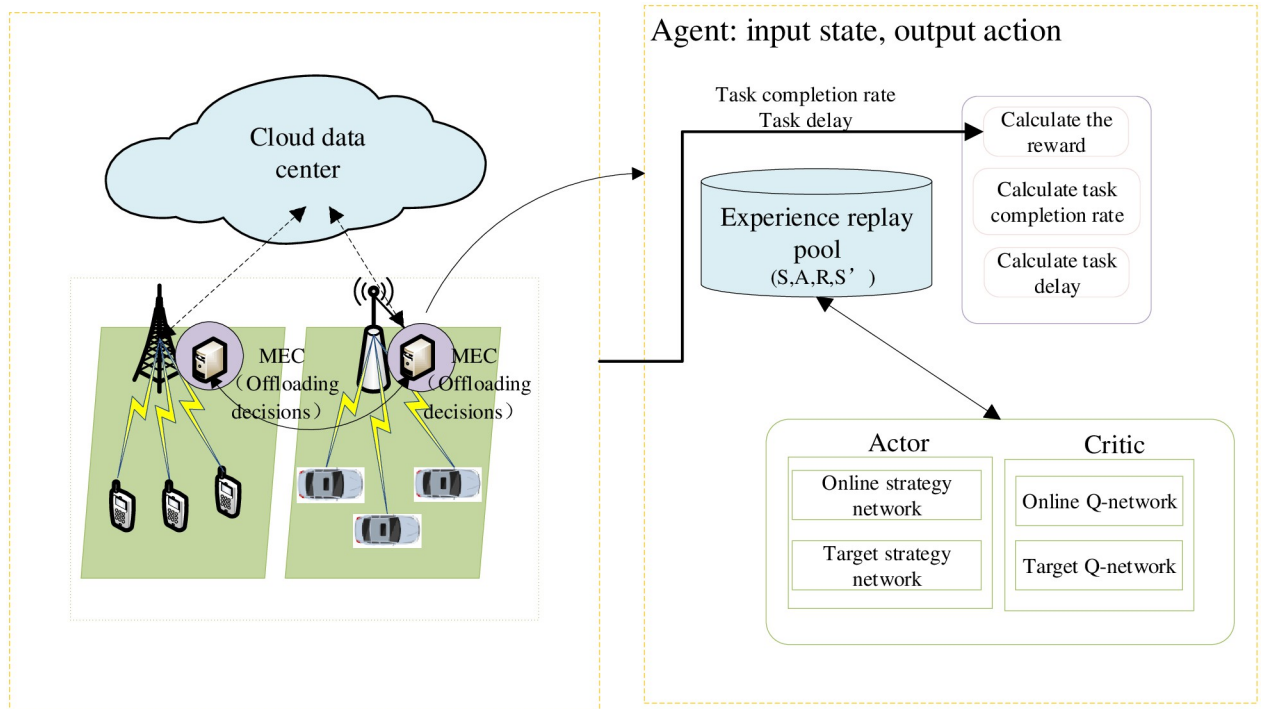 Cloud data
center
MEC
（Offloading
decisions）
MEC
（Offloading
decisions）
Agent: input state, output action
Task completion rate
Task delay
Calculate the
reward
Calculate task
completion rate
Calculate task
delay
Experience replay
pool
(S,A,R,S’ )
Actor
Online strategy
network
Target strategy
network
Critic
Online Q-network
Target Q-network